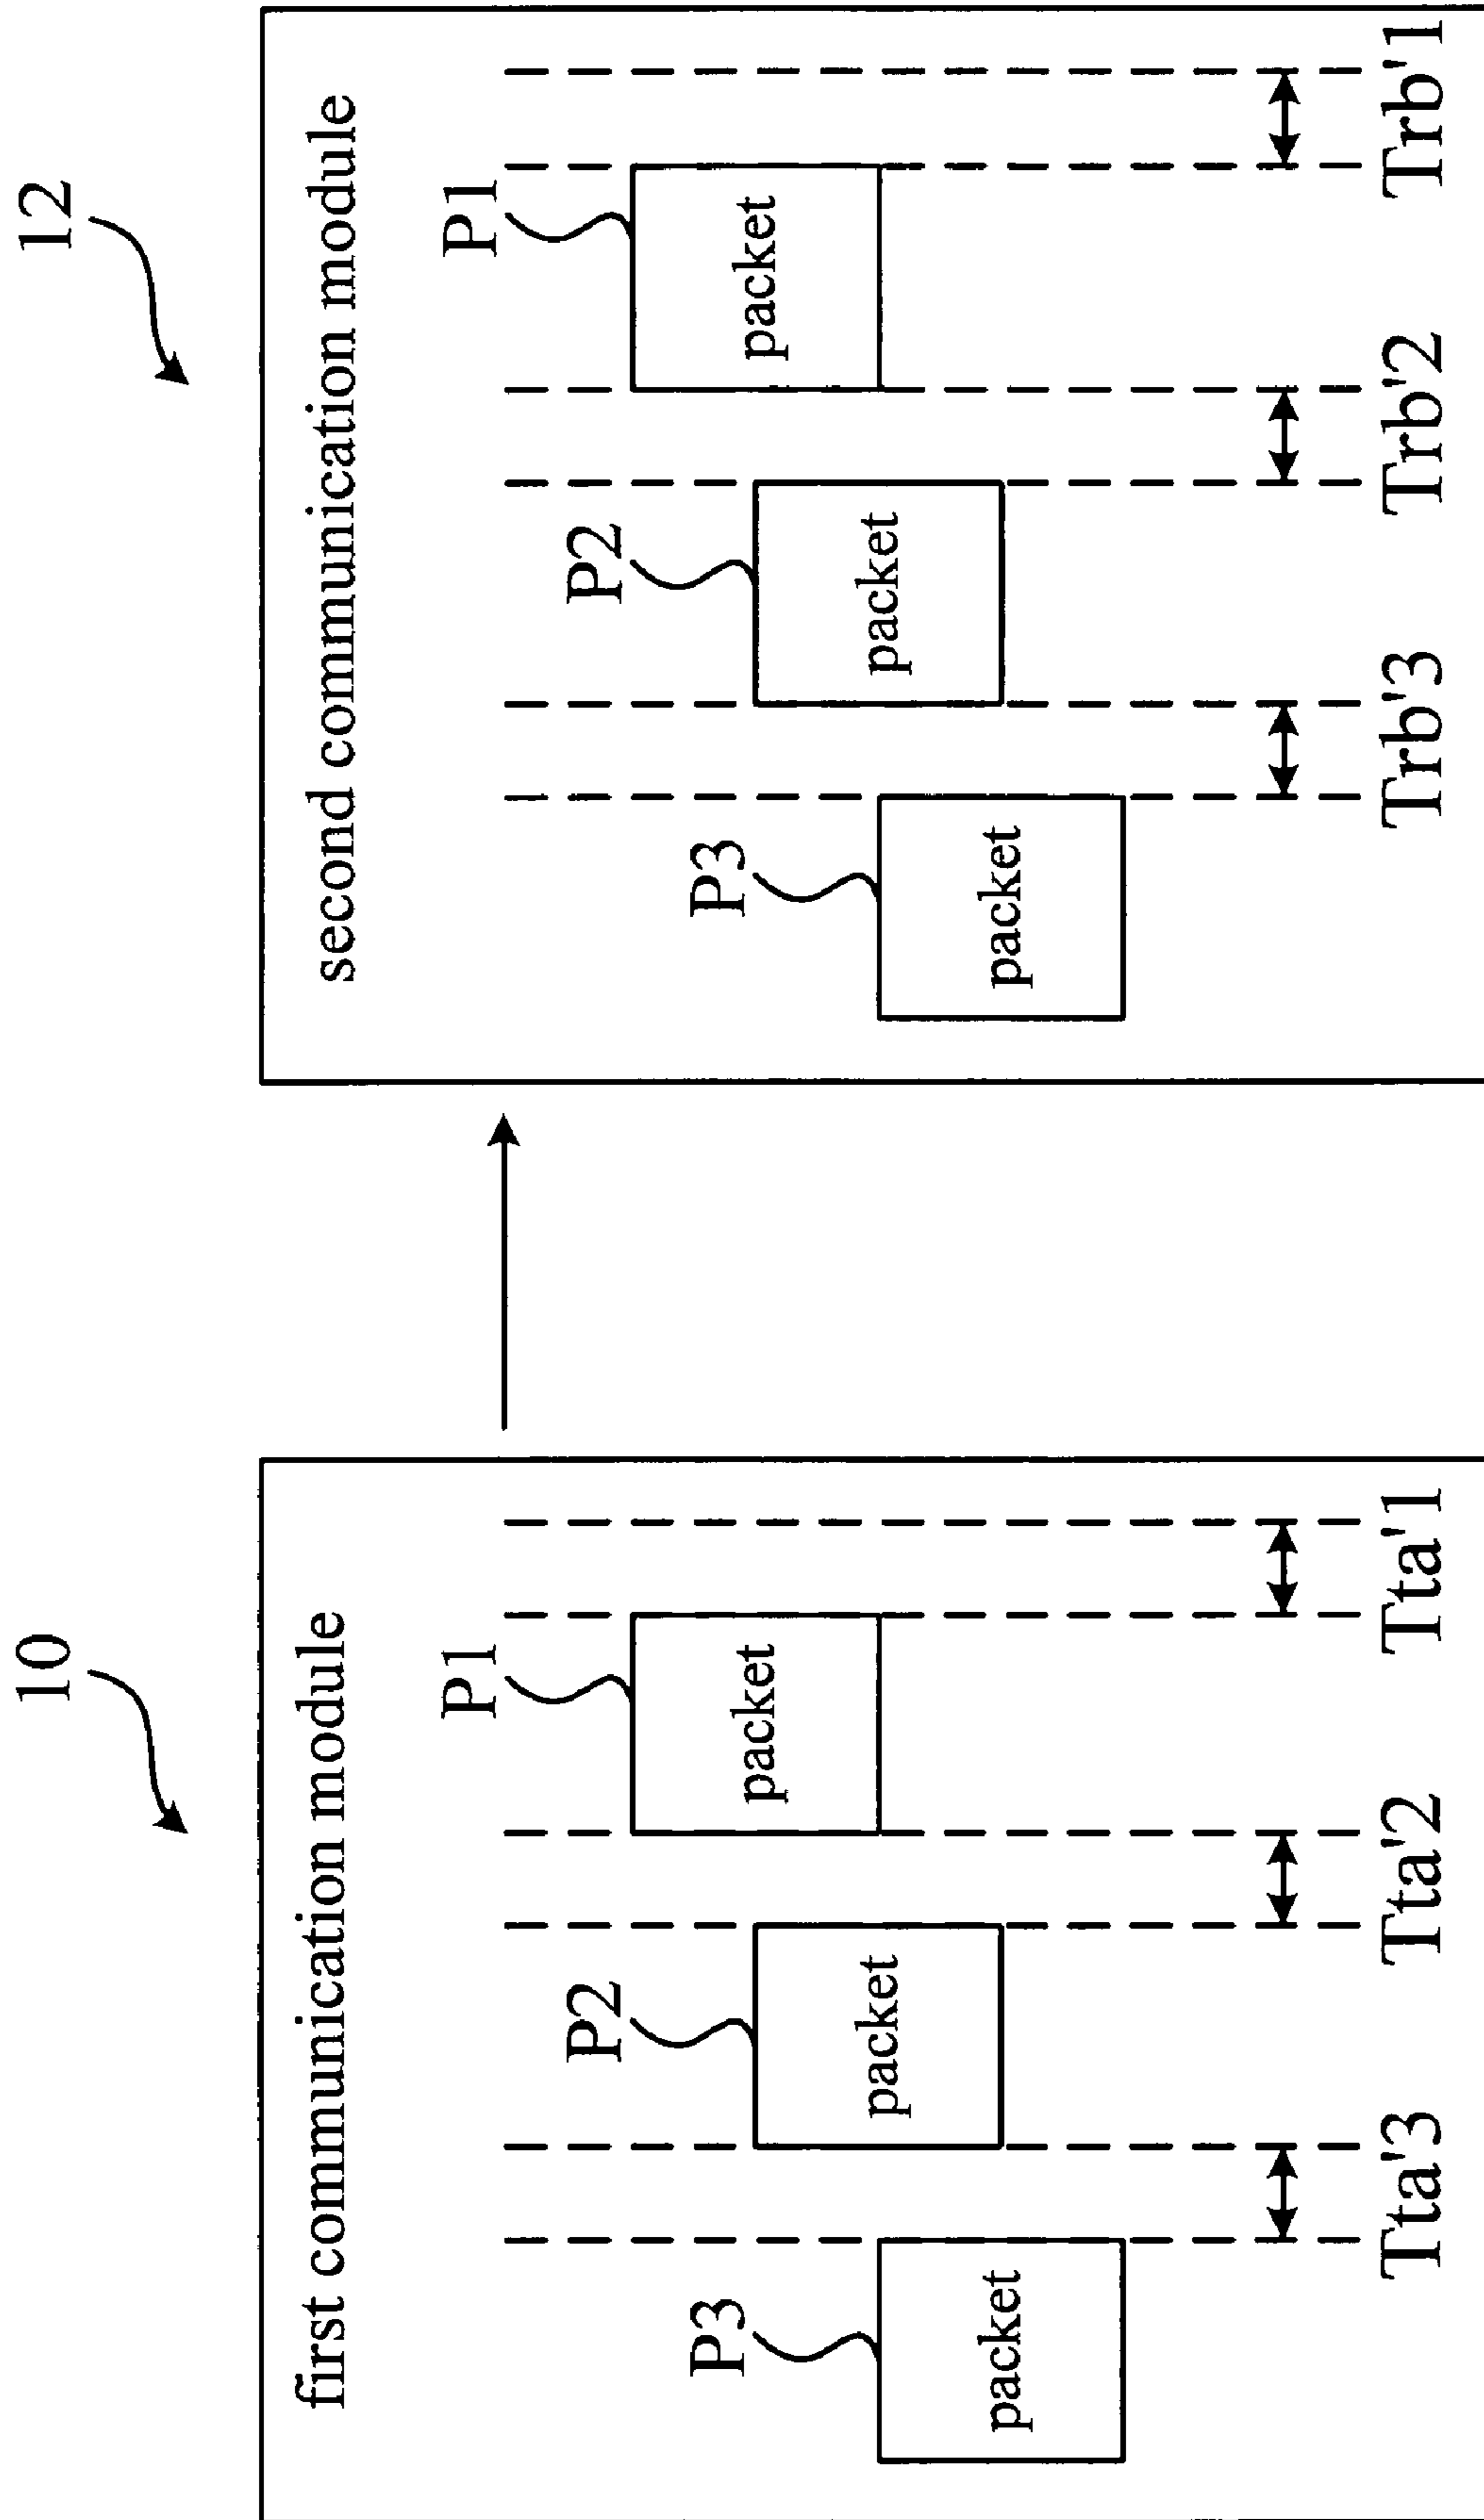 10
first communication module
P1
packet
P2
packet
P3
packet
Tta'3
Tta'2
Tta'1
12
second communication module
P1
packet
P2
packet
P3
packet
Trb'3
Trb'2
Trb'1